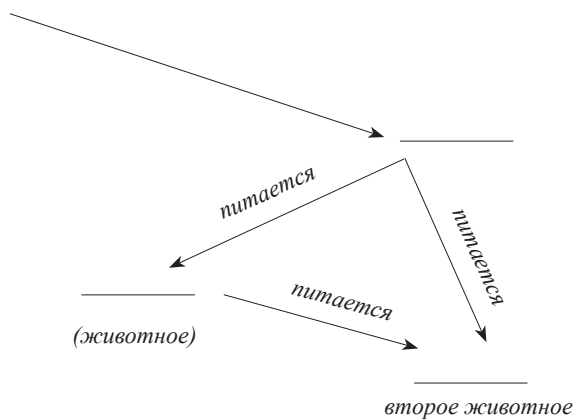 питается
питается
питается
(животное)
второе животное